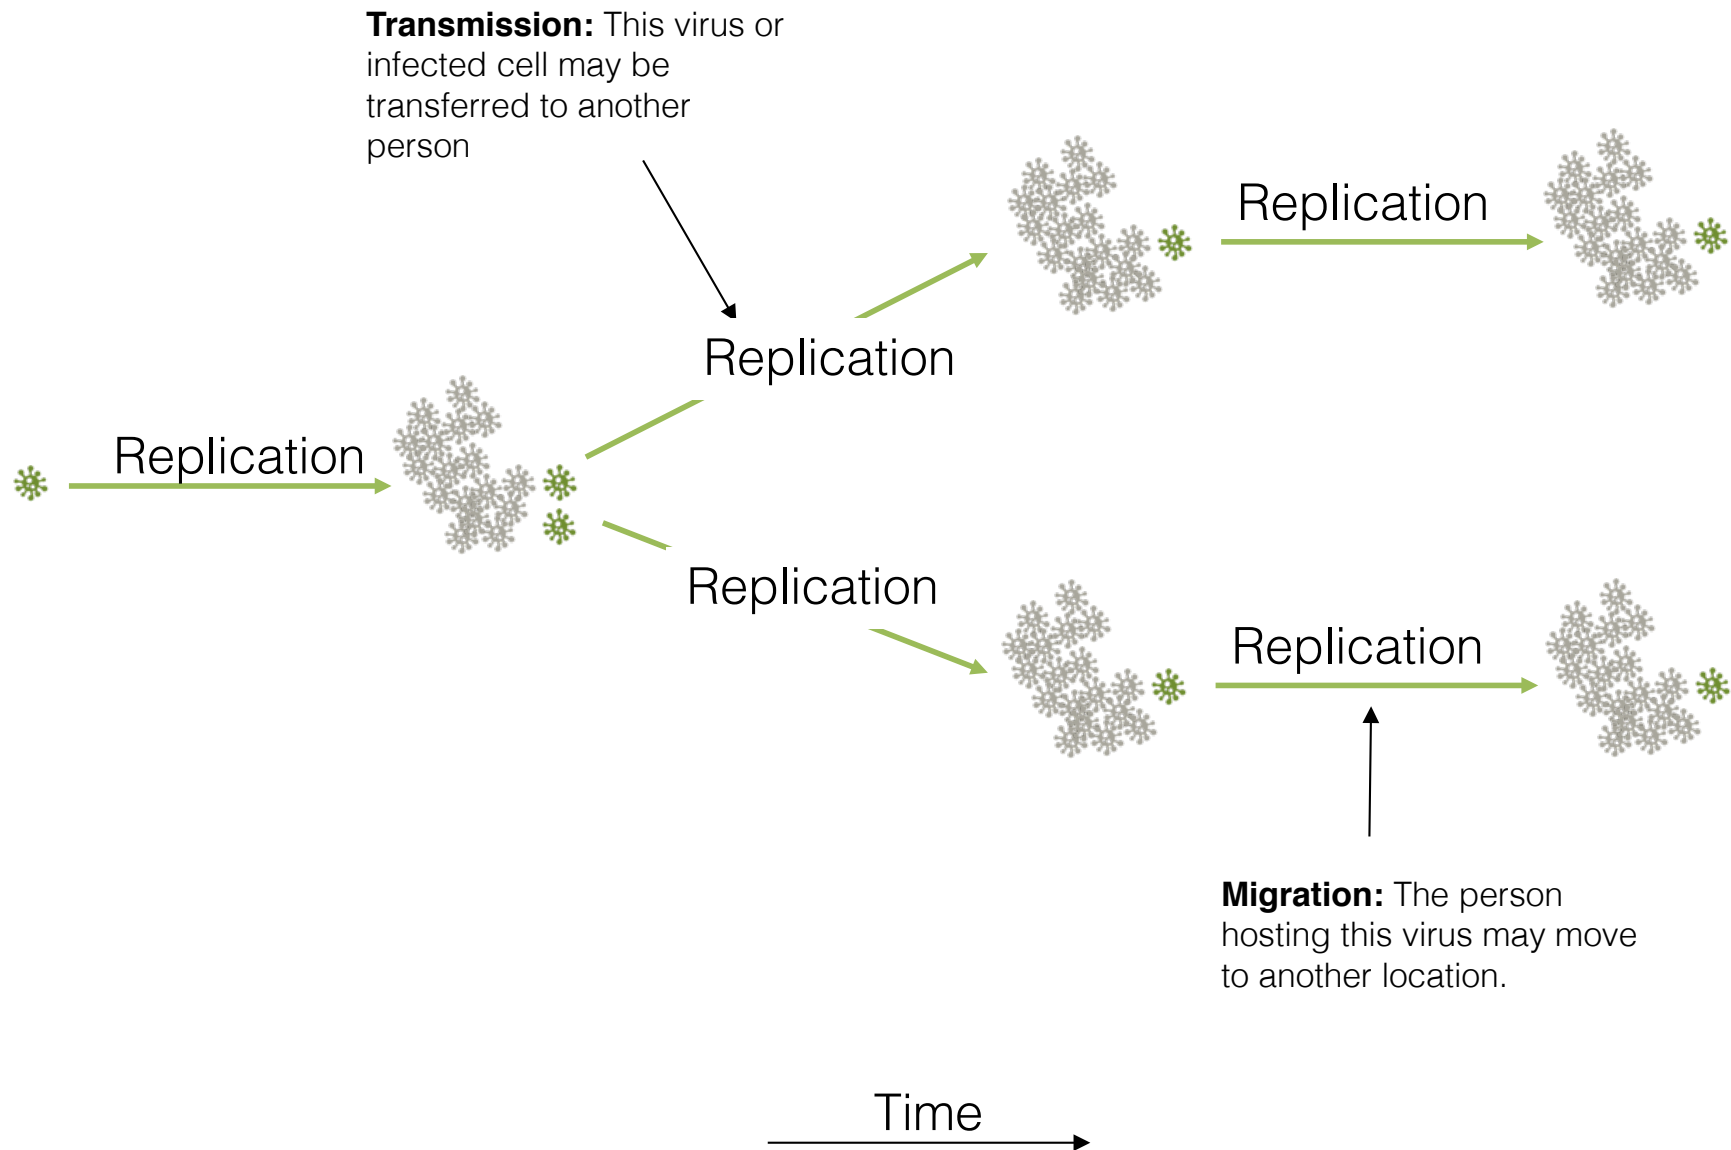 Transmission: This virus or
infected cell may be
transferred to another
person
Replication
Replication
Replication
Replication
Replication
Migration: The person
hosting this virus may move
to another location.
Time